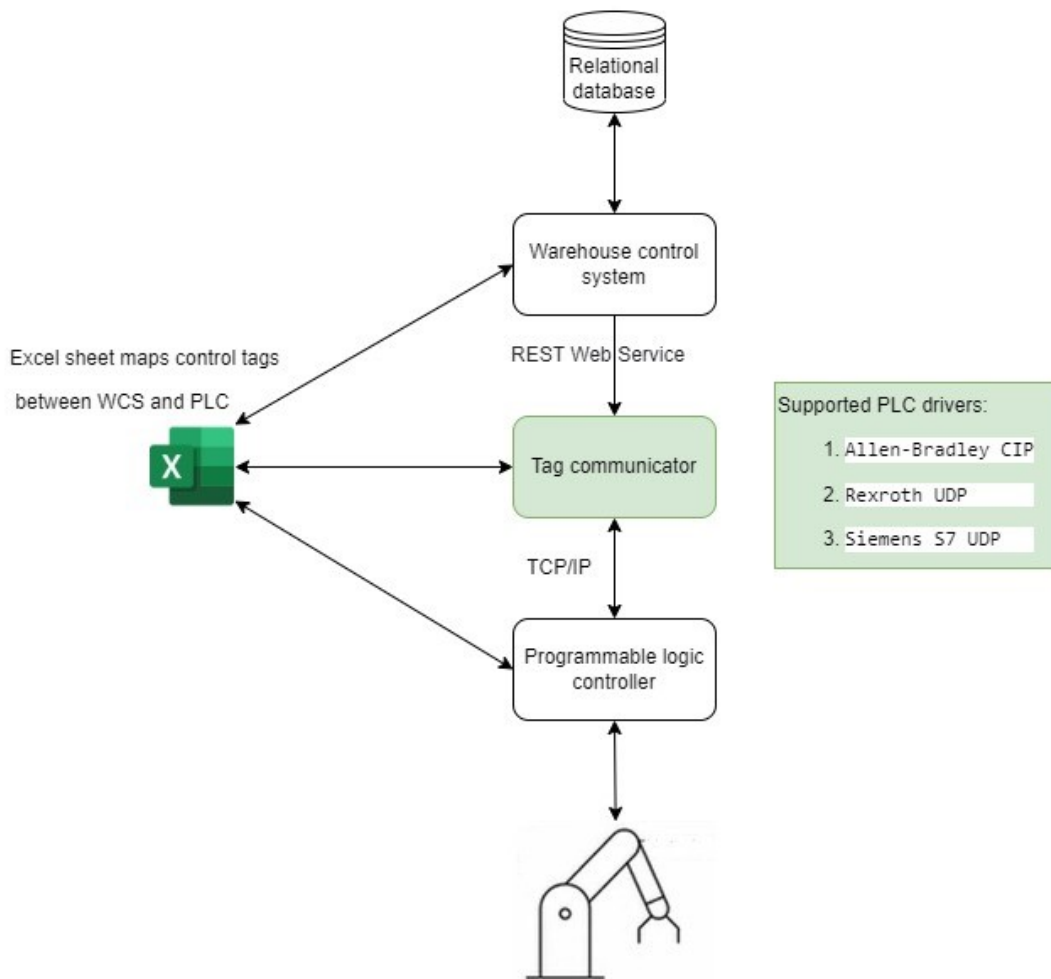 Relational
database
Warehouse control
system
REST Web Service
Excel sheet maps control tags
between WCS and PLC
X
Tag communicator
Supported PLC drivers:
1. Allen-Bradley CIP
2. Rexroth UDP
3. Siemens S7 UDP
TCP/IP
Programmable logic
controller